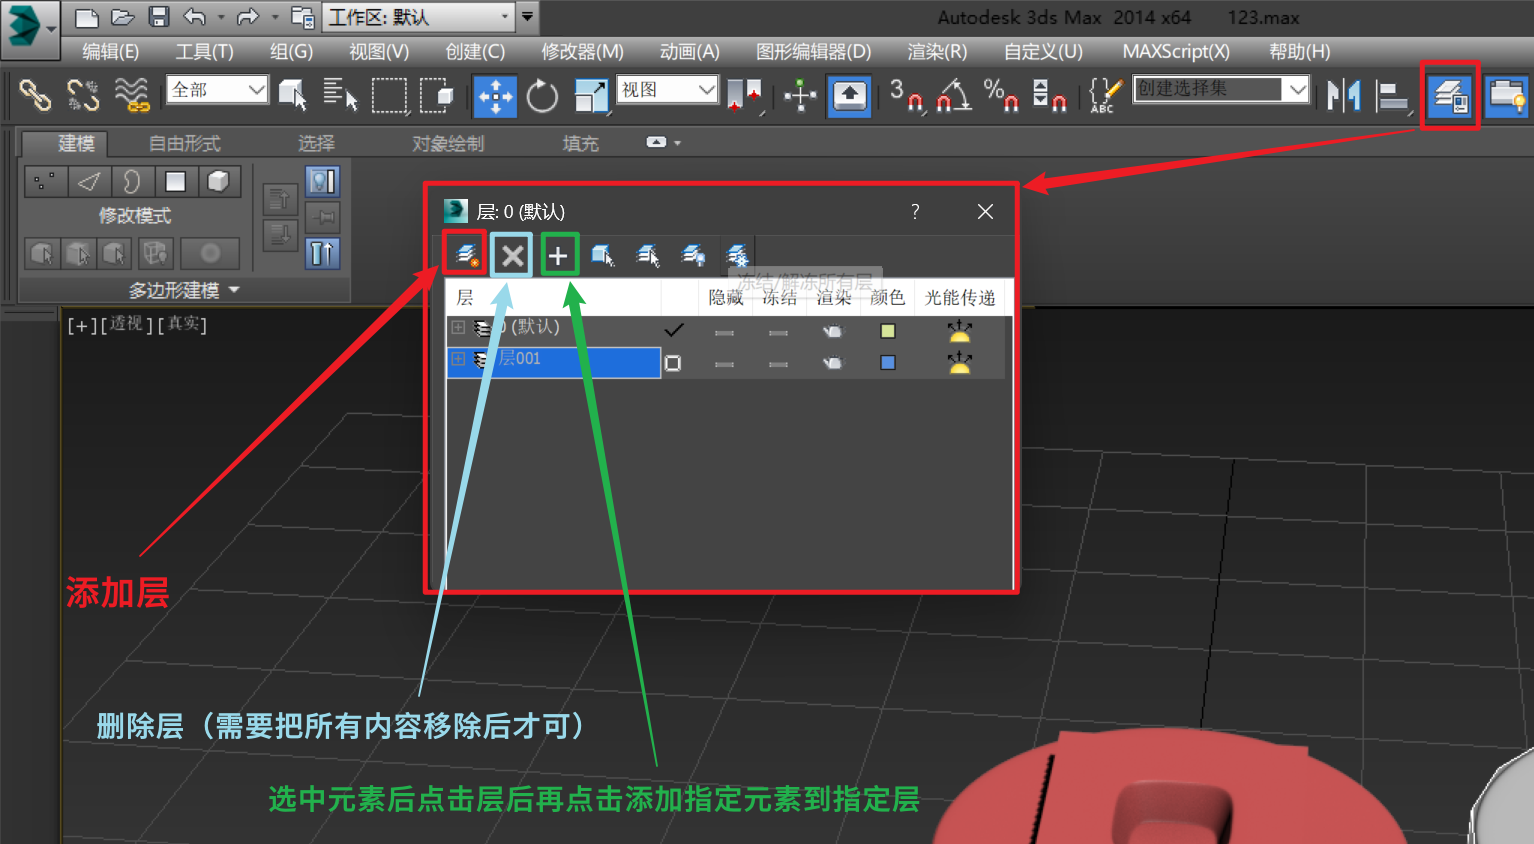 工作区: 默认
Autodesk 3ds Max 2014 x64 123.max
编辑(E) 工具(T) 组(G) 视图(V) 创建(C) 修改器(M) 动画(A) 图形编辑器(D) 渲染(R) 自定义(U) MAXScript(X) 帮助(H)
全部 视图 3 % ABC 创建选择集
建模 自由形式 选择 对象绘制 填充
修改模式
多边形建模
层: 0 (默认) ?
冻结/解冻所有层
层 隐藏 冻结 渲染 颜色 光能传递
0 (默认)
层001
[+][透视][真实]
添加层
删除层（需要把所有内容移除后才可）
选中元素后点击层后再点击添加指定元素到指定层